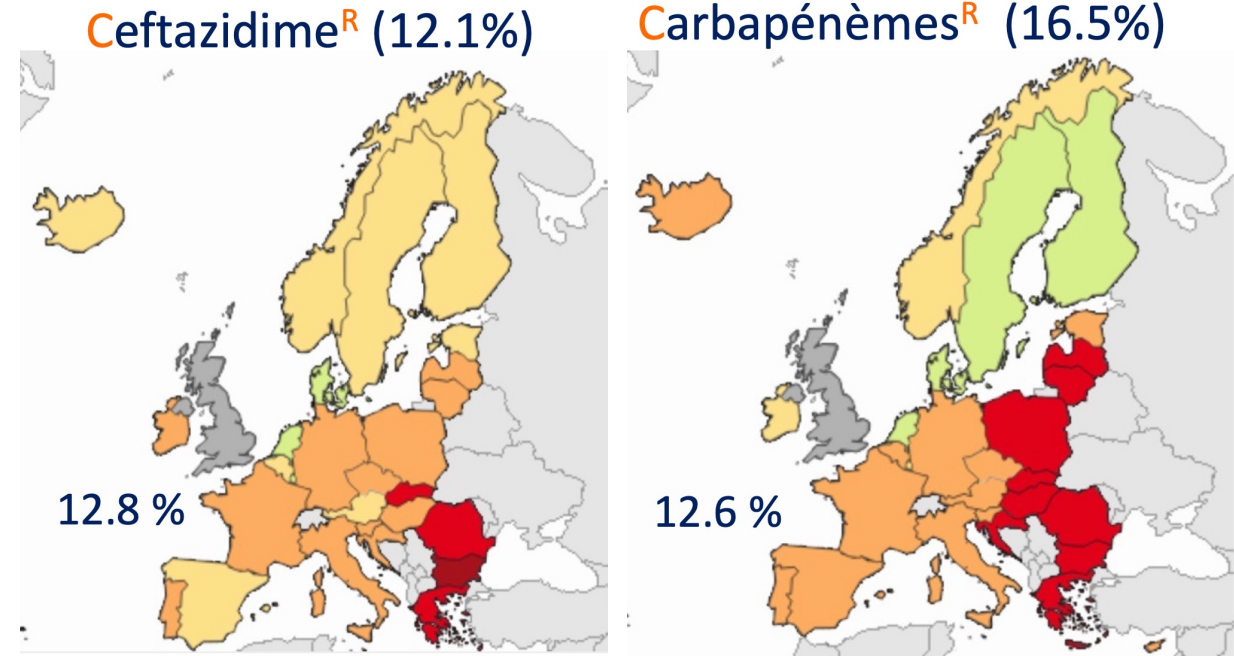 Ceftazidimeᴿ (12.1%)
Carbapénèmesᴿ (16.5%)
12.8 %
12.6 %